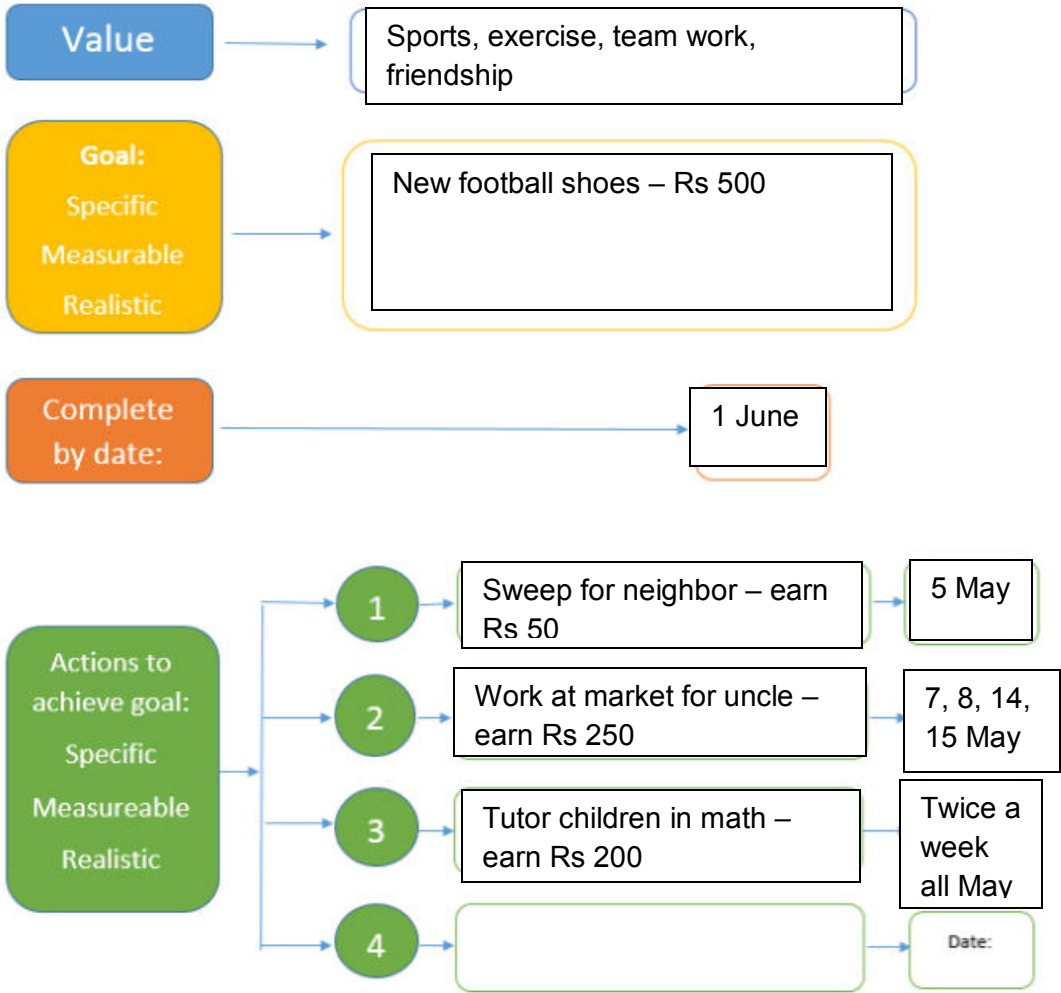 Value
Sports, exercise, team work,
friendship
Goal:
Specific
Measurable
Realistic
New football shoes – Rs 500
Complete
by date:
1 June
Actions to
achieve goal:
Specific
Measureable
Realistic
1
Sweep for neighbor – earn
Rs 50
5 May
2
Work at market for uncle –
earn Rs 250
7, 8, 14,
15 May
3
Tutor children in math –
earn Rs 200
Twice a
week
all May
4
Date: